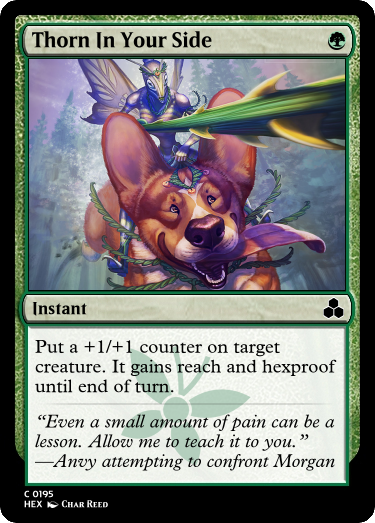 Thorn In Your Side
Instant
Put a +1/+1 counter on target
creature. It gains reach and hexproof
until end of turn.
“Even a small amount of pain can be a
lesson. Allow me to teach it to you.”
—Anvy attempting to confront Morgan
C 0195
HEX Char Reed